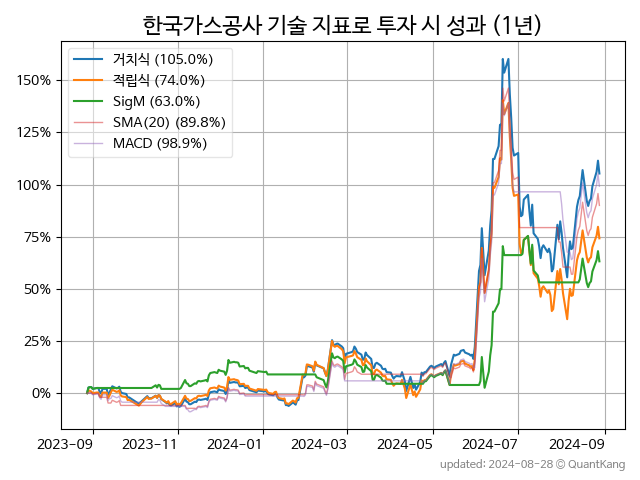 한국가스공사 기술 지표로 투자 시 성과 (1년)
거치식 (105.0%)
적립식 (74.0%)
SigM (63.0%)
SMA(20) (89.8%)
MACD (98.9%)
150%
125%
100%
75%
50%
25%
0%
2023-09 2023-11 2024-01 2024-03 2024-05 2024-07 2024-09
updated: 2024-08-28 @ QuantKang